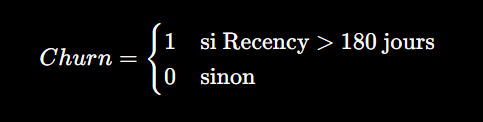 Churn = { 1 si Recency > 180 jours
0 sinon